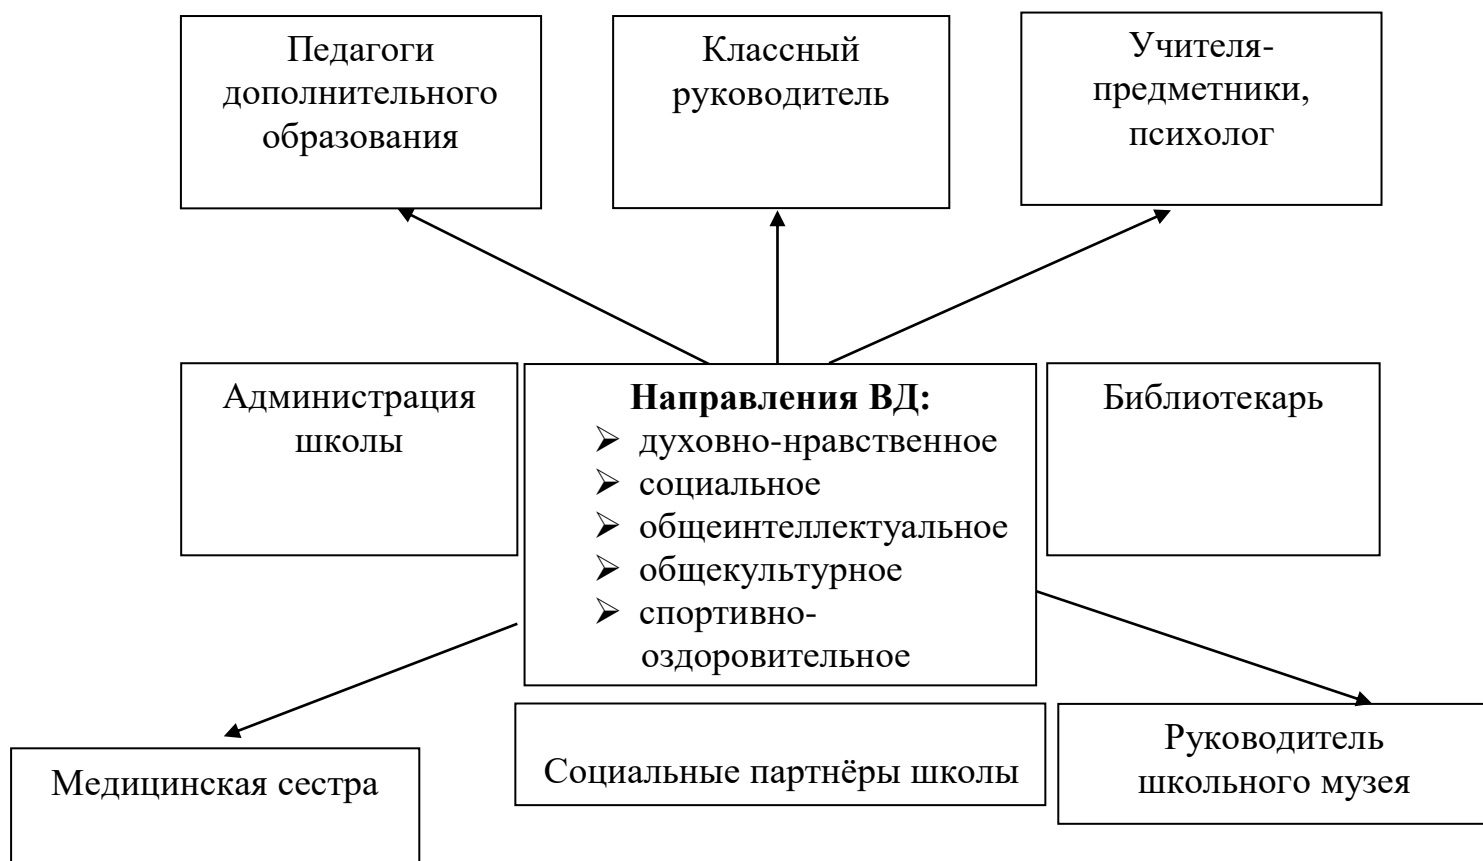 Педагоги
дополнительного
образования
Классный
руководитель
Учителя-
предметники,
психолог
Администрация
школы
Направления ВД:
духовно-нравственное
социальное
общеинтеллектуальное
общекультурное
спортивно-
оздоровительное
Библиотекарь
Медицинская сестра
Социальные партнёры школы
Руководитель
школьного музея